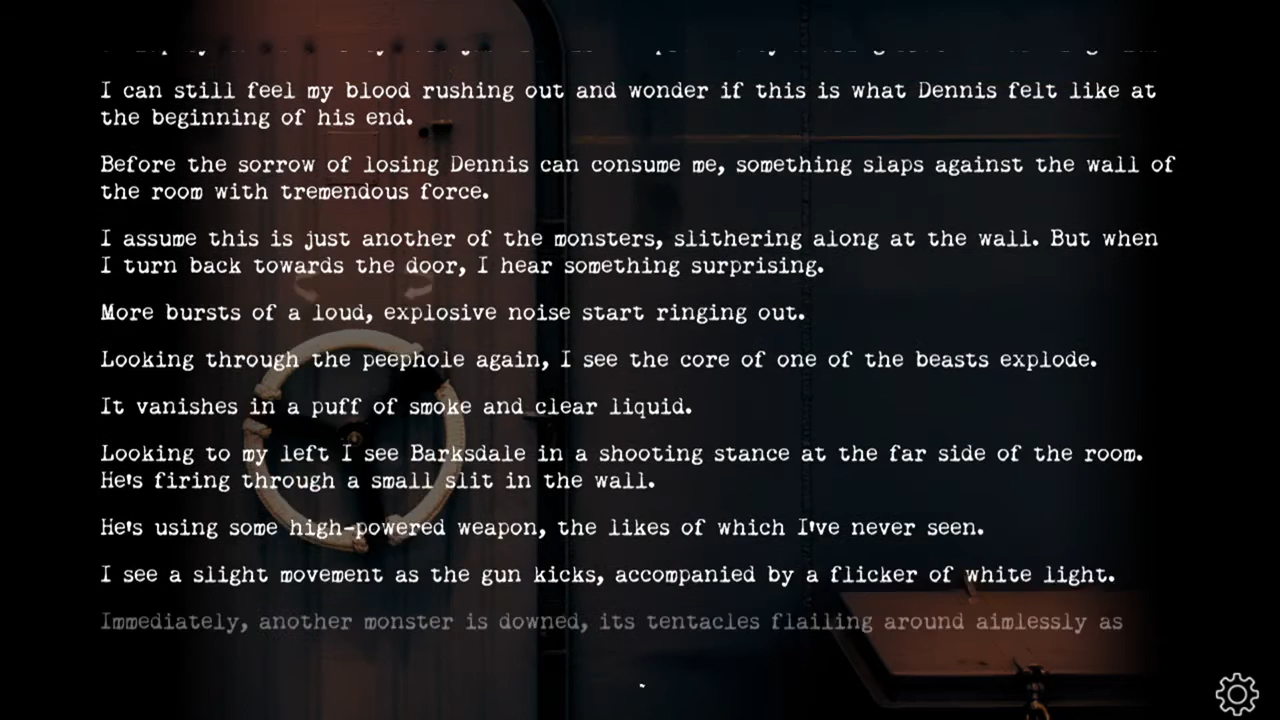 I can still feel my blood rushing out and wonder if this is what Dennis felt like at
the beginning of his end.
Before the sorrow of losing Dennis can consume me, something slaps against the wall of
the room with tremendous force.
I assume this is just another of the monsters, slithering along at the wall. But when
I turn back towards the door, I hear something surprising.
More bursts of a loud, explosive noise start ringing out.
Looking through the peephole again, I see the core of one of the beasts explode.
It vanishes in a puff of smoke and clear liquid.
Looking to my left I see Barksdale in a shooting stance at the far side of the room.
He's firing through a small slit in the wall.
He's using some high-powered weapon, the likes of which I've never seen.
I see a slight movement as the gun kicks, accompanied by a flicker of white light.
Immediately, another monster is downed, its tentacles flailing around aimlessly as